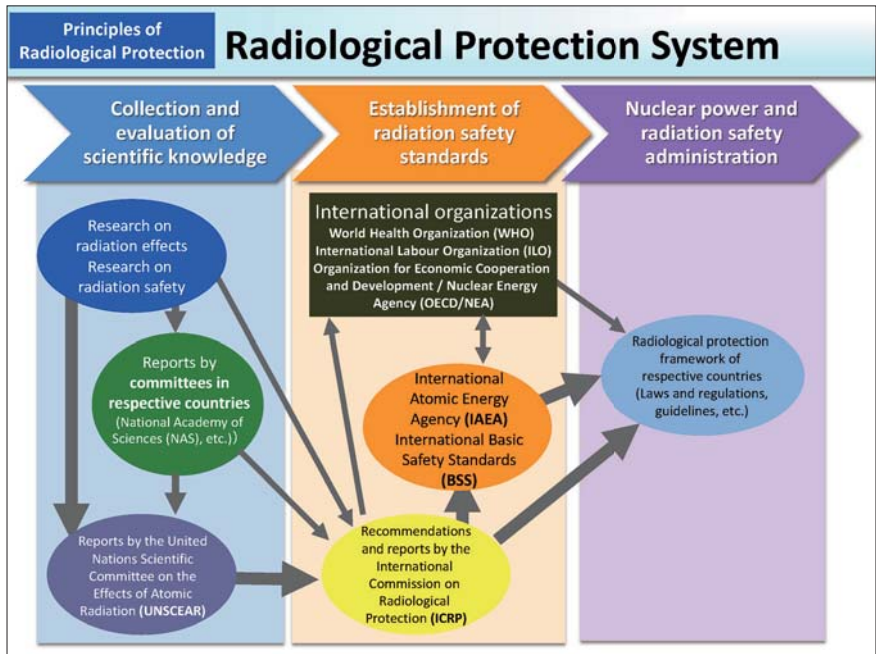 Principles of
Radiological Protection
Radiological Protection System
Collection and
evaluation of
scientific knowledge
Establishment of
radiation safety
standards
Nuclear power and
radiation safety
administration
Research on
radiation effects
Research on
radiation safety
Reports by
committees in
respective countries
(National Academy of
Sciences (NAS), etc.))
Reports by the United
Nations Scientific
Committee on the
Effects of Atomic
Radiation (UNSCEAR)
International organizations
World Health Organization (WHO)
International Labour Organization (ILO)
Organization for Economic Cooperation
and Development / Nuclear Energy
Agency (OECD/NEA)
International
Atomic Energy
Agency (IAEA)
International Basic
Safety Standards
(BSS)
Recommendations
and reports by the
International
Commission on
Radiological
Protection (ICRP)
Radiological protection
framework of
respective countries
(Laws and regulations,
guidelines, etc.)